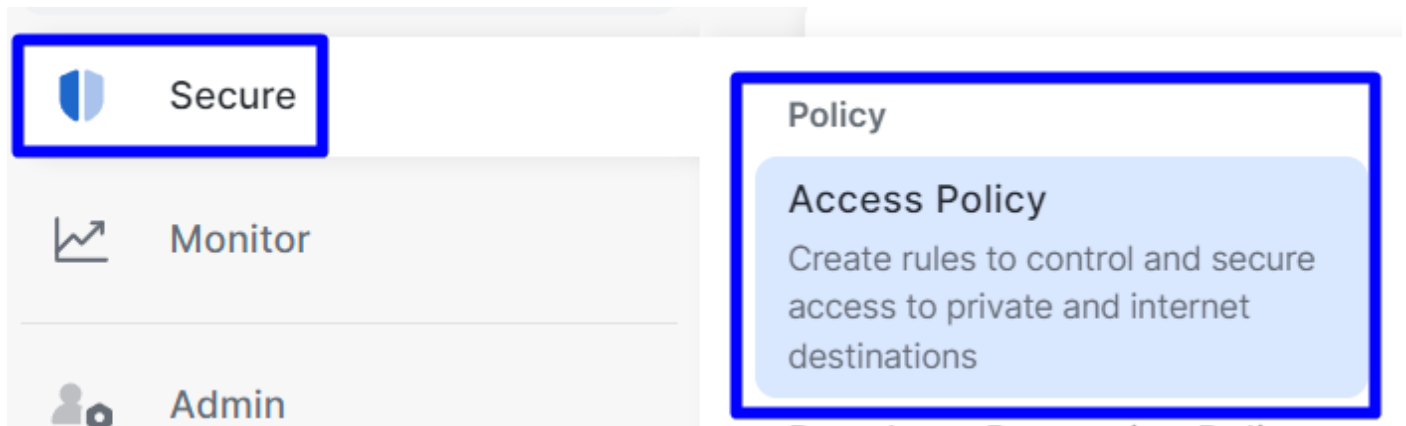 Secure
Monitor
Admin
Policy
Access Policy
Create rules to control and secure
access to private and internet
destinations